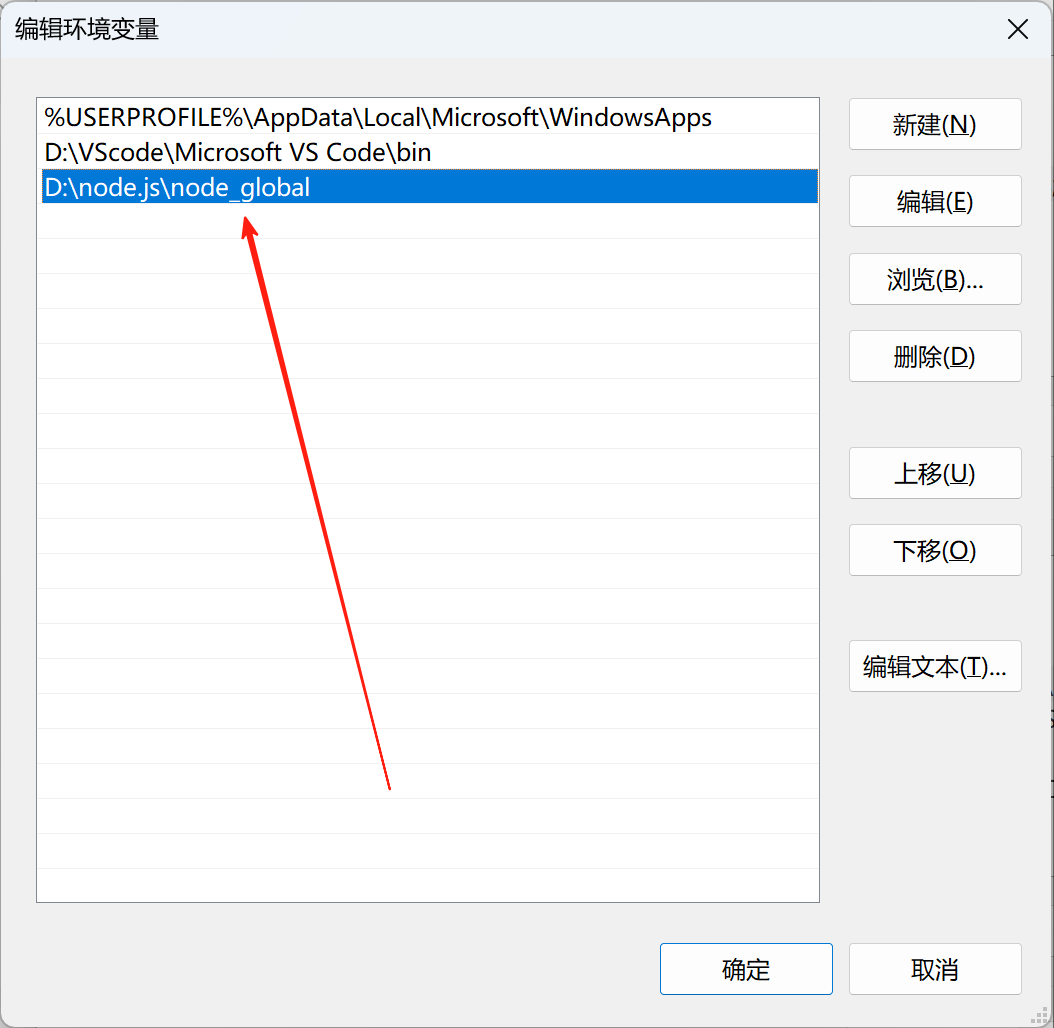 编辑环境变量
%USERPROFILE%\AppData\Local\Microsoft\WindowsApps
D:\VScode\Microsoft VS Code\bin
D:\node.js\node_global
新建(N)
编辑(E)
浏览(B)...
删除(D)
上移(U)
下移(O)
编辑文本(T)...
确定
取消